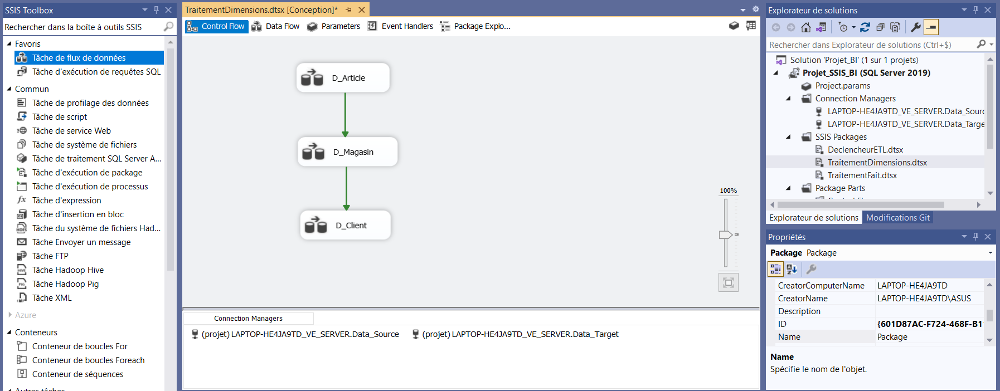 SSIS Toolbox
Rechercher dans la boîte à outils SSIS
Favoris
Tâche de flux de données
Tâche d'exécution de requêtes SQL
Commun
Tâche de profilage des données
Tâche de script
Tâche de service Web
Tâche de système de fichiers
Tâche de traitement SQL Server A...
Tâche d'exécution de package
Tâche d'exécution de processus
Tâche d'expression
Tâche d'insertion en bloc
Tâche du système de fichiers Had...
Tâche Envoyer un message
Tâche FTP
Tâche Hadoop Hive
Tâche Hadoop Pig
Tâche XML
Azure
Conteneurs
Conteneur de boucles For
Conteneur de boucles Foreach
Conteneur de séquences
Autres tâches
TraitementDimensions.dtsx [Conception]*
Control Flow Data Flow Parameters Event Handlers Package Explo...
D_Article
D_Magasin
D_Client
100%
Connection Managers
(projet) LAPTOP-HE4JA9TD_VE_SERVER.Data_Source (projet) LAPTOP-HE4JA9TD_VE_SERVER.Data_Target
Explorateur de solutions
Rechercher dans Explorateur de solutions (Ctrl+$)
Solution 'Projet_BI' (1 sur 1 projets)
Projet_SSIS_BI (SQL Server 2019)
Project.params
Connection Managers
LAPTOP-HE4JA9TD_VE_SERVER.Data_Sourc
LAPTOP-HE4JA9TD_VE_SERVER.Data_Targe
SSIS Packages
DeclencheurETL.dtsx
TraitementDimensions.dtsx
TraitementFait.dtsx
Package Parts
Explorateur de solutions Modifications Git
Propriétés
Package Package
CreatorComputerName LAPTOP-HE4JA9TD
CreatorName LAPTOP-HE4JA9TD\ASUS
Description
ID {601D87AC-F724-468F-B1
Name Package
Name
Spécifie le nom de l'objet.